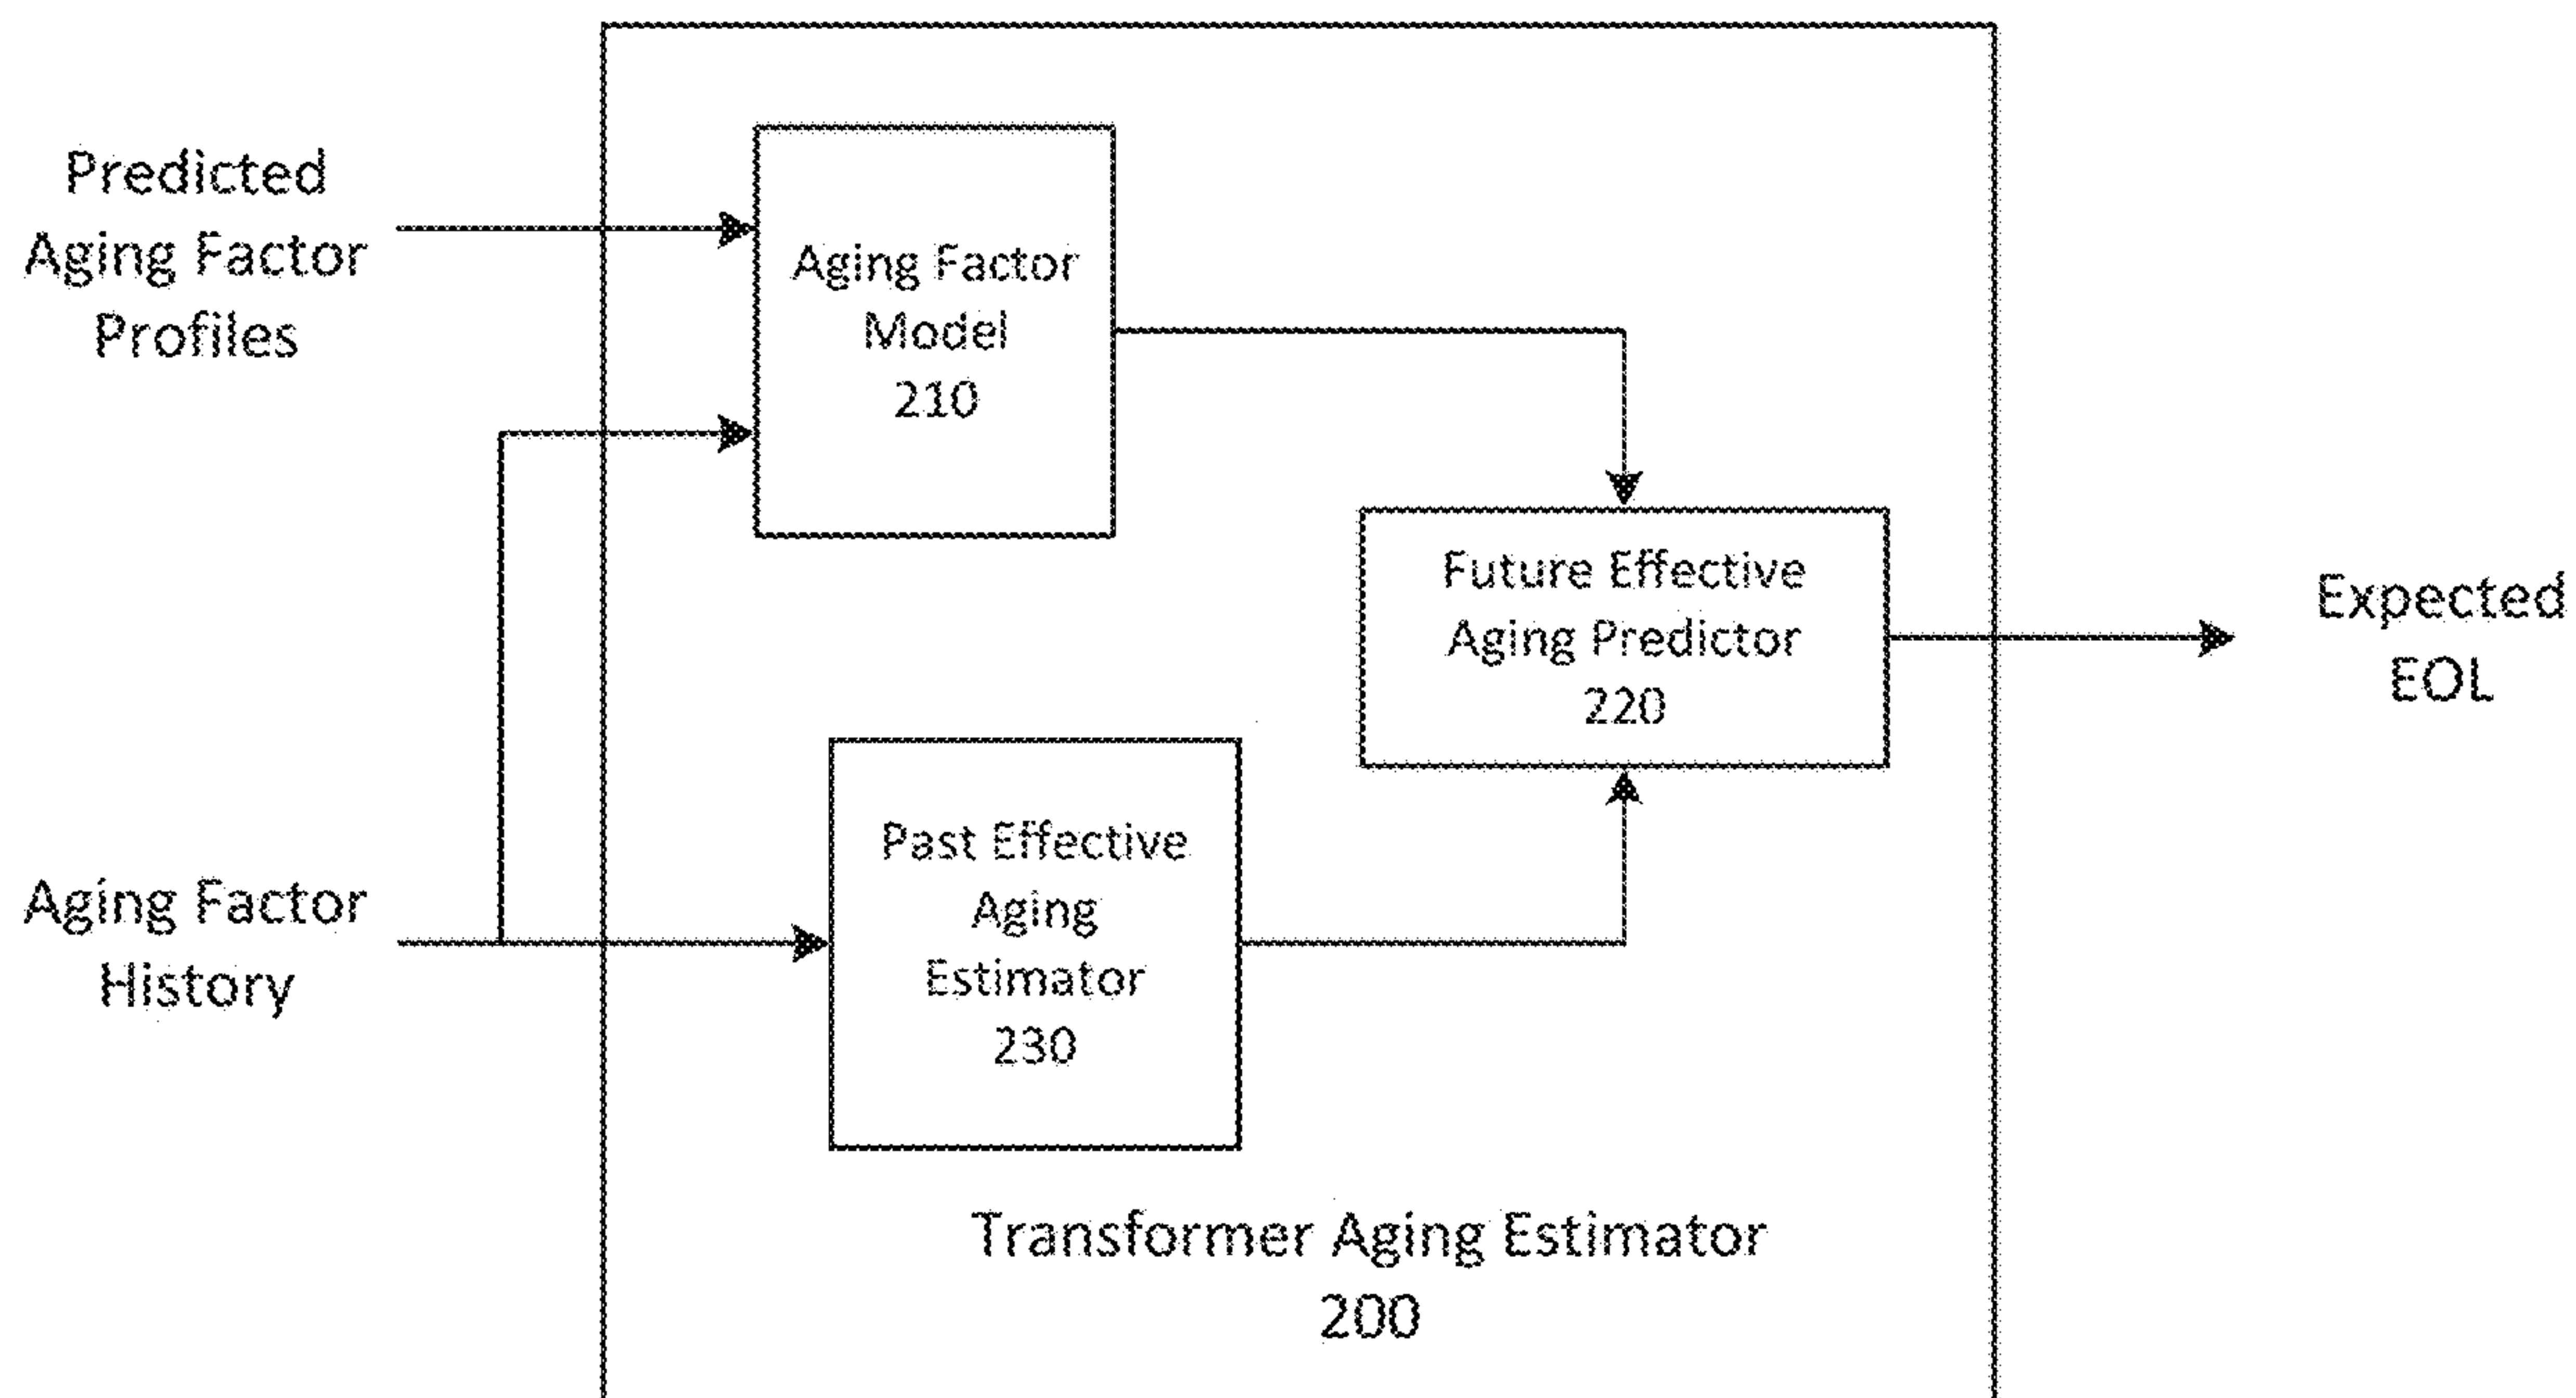 Predicted
Aging Factor
Profiles
Aging Factor
Model
210
Future Effective
Aging Predictor
220
Expected
EOL
Past Effective
Aging
Estimator
230
Aging Factor
History
Transformer Aging Estimator
200